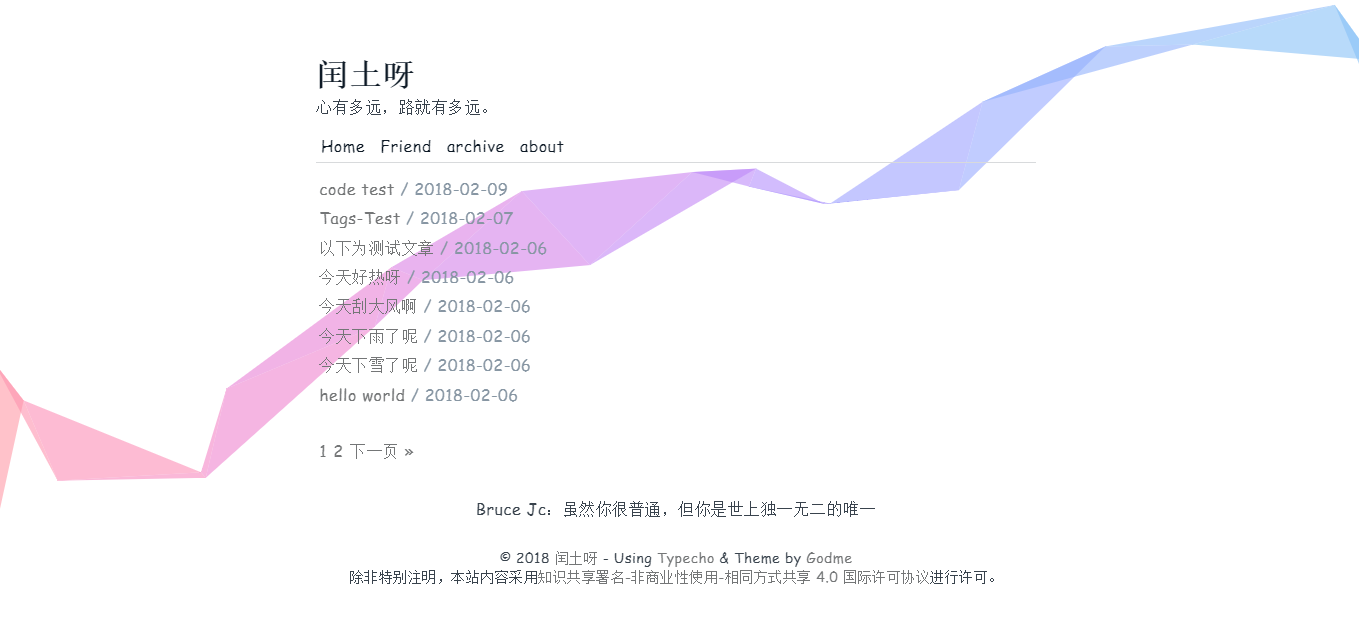 闰土呀
心有多远，路就有多远。
Home Friend archive about
code test / 2018-02-09
Tags-Test / 2018-02-07
以下为测试文章 / 2018-02-06
今天好热呀 / 2018-02-06
今天刮大风啊 / 2018-02-06
今天下雨了呢 / 2018-02-06
今天下雪了呢 / 2018-02-06
hello world / 2018-02-06
1 2 下一页 »
Bruce Jc：虽然你很普通，但你是世上独一无二的唯一
© 2018 闰土呀 - Using Typecho & Theme by Godme
除非特别注明，本站内容采用知识共享署名-非商业性使用-相同方式共享 4.0 国际许可协议进行许可。